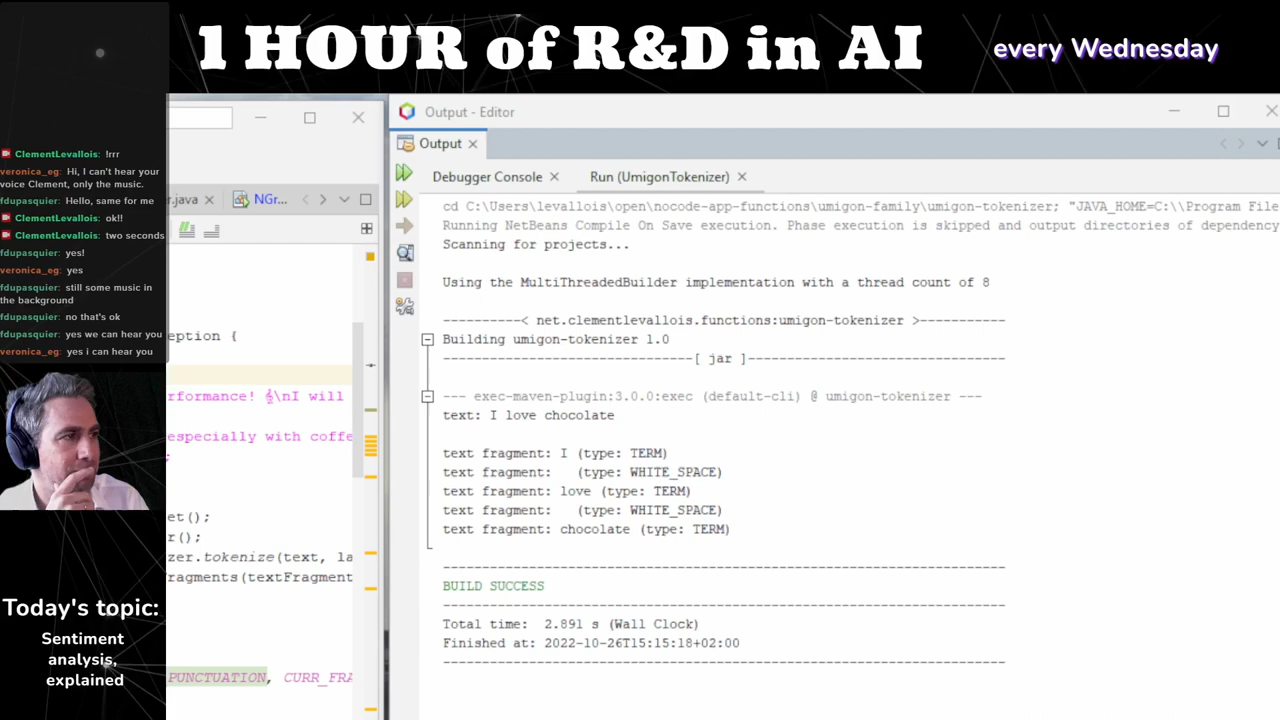 1 HOUR of R&D in AI
every Wednesday
ClementLevallois: !rrr
veronica_eg: Hi, I can't hear your
voice Clement, only the music.
fdupasquier: Hello, same for me
ClementLevallois: ok!!
ClementLevallois: two seconds
fdupasquier: yes!
veronica_eg: yes
fdupasquier: still some music in
the background
fdupasquier: no that's ok
fdupasquier: yes we can hear you
veronica_eg: yes i can hear you
Today's topic:
Sentiment
analysis,
explained
r.java
NGr...
eption {
rformance! 𝄞\nI will
especially with coffe
;
et();
r();
zer.tokenize(text, la
ragments(textFragment
PUNCTUATION, CURR_FRA
Output - Editor
Output
Debugger Console
Run (UmigonTokenizer)
cd C:\Users\levallois\open\nocode-app-functions\umigon-family\umigon-tokenizer; "JAVA_HOME=C:\\Program File
Running NetBeans Compile On Save execution. Phase execution is skipped and output directories of dependency
Scanning for projects...
Using the MultiThreadedBuilder implementation with a thread count of 8
----------< net.clementlevallois.functions:umigon-tokenizer >-----------
Building umigon-tokenizer 1.0
--------------------------------[ jar ]---------------------------------
--- exec-maven-plugin:3.0.0:exec (default-cli) @ umigon-tokenizer ---
text: I love chocolate
text fragment: I (type: TERM)
text fragment:   (type: WHITE_SPACE)
text fragment: love (type: TERM)
text fragment:   (type: WHITE_SPACE)
text fragment: chocolate (type: TERM)
------------------------------------------------------------------------
BUILD SUCCESS
------------------------------------------------------------------------
Total time:  2.891 s (Wall Clock)
Finished at: 2022-10-26T15:15:18+02:00
------------------------------------------------------------------------